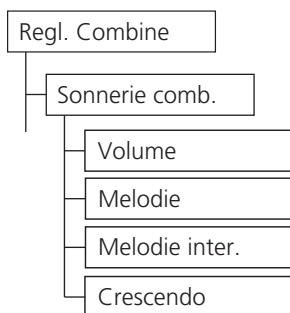 Regl. Combine
Sonnerie comb.
Volume
Melodie
Melodie inter.
Crescendo